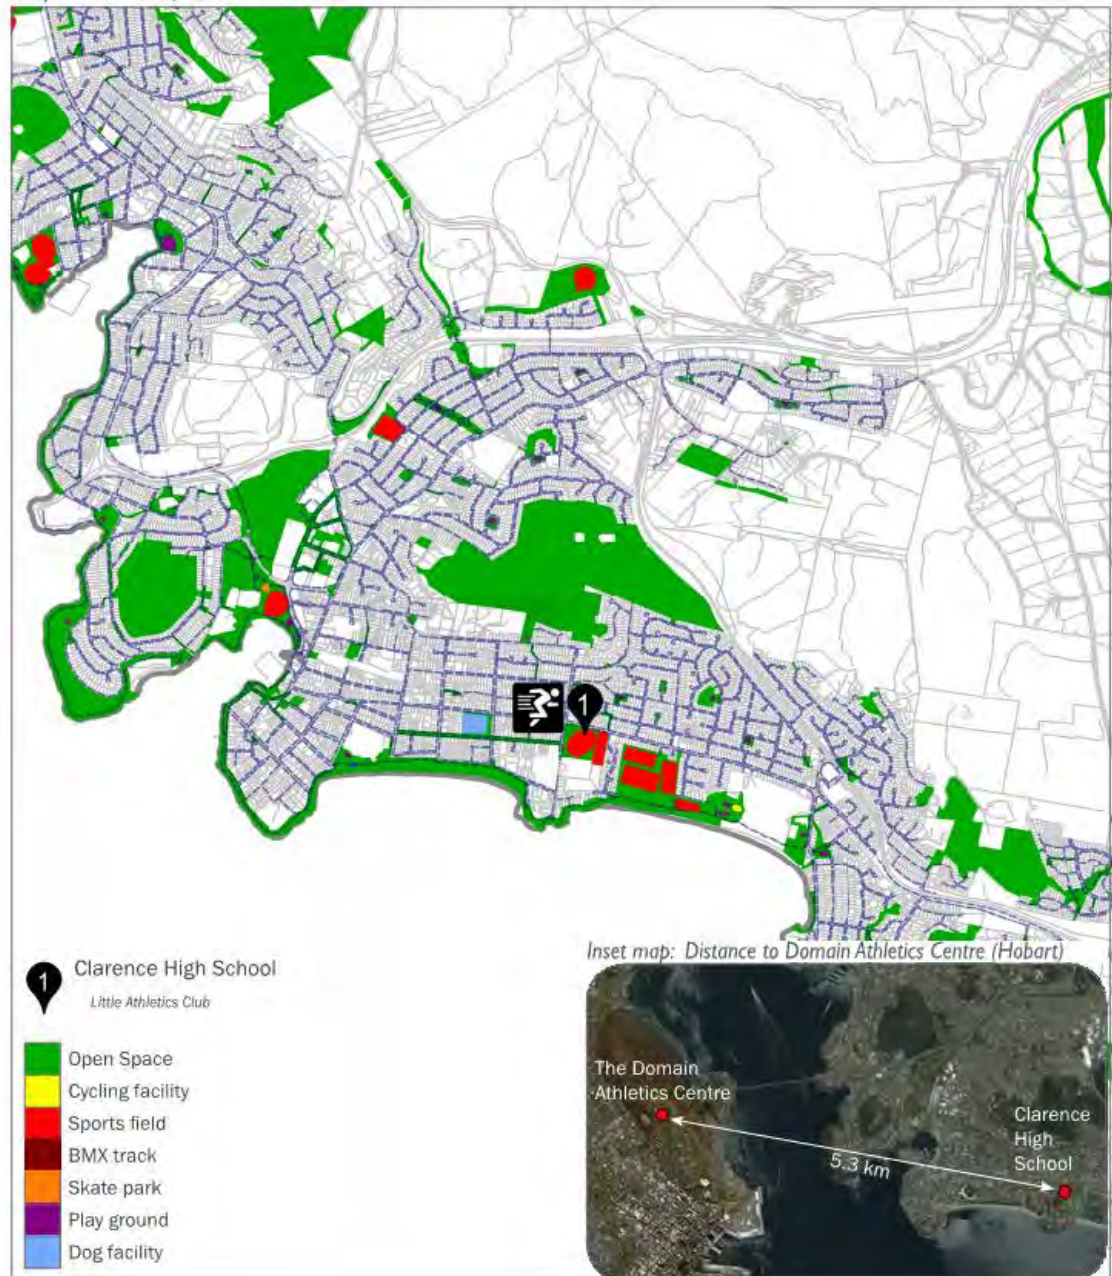 1
Inset map: Distance to Domain Athletics Centre (Hobart)
1
Clarence High School
Little Athletics Club
Open Space
Cycling facility
Sports field
BMX track
Skate park
Play ground
Dog facility
The Domain
Athletics Centre
Clarence
High
School
5.3 km